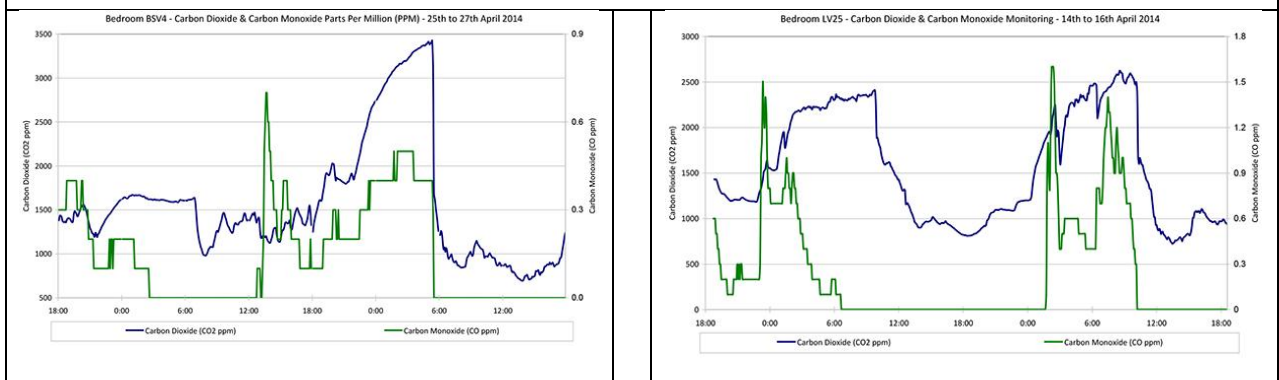 Bedroom BSV4 - Carbon Dioxide & Carbon Monoxide Parts Per Million (PPM) - 25th to 27th April 2014
3500
3000
2500
2000
1500
1000
500
Carbon Dioxide (CO2 ppm)
0.9
0.6
0.3
0.0
Carbon Monoxide (CO ppm)
18:00 0:00 6:00 12:00 18:00 0:00 6:00 12:00
Carbon Dioxide (CO2 ppm) Carbon Monoxide (CO ppm)
Bedroom LV25 - Carbon Dioxide & Carbon Monoxide Monitoring - 14th to 16th April 2014
3000
2500
2000
1500
1000
500
0
Carbon Dioxide (CO2 ppm)
1.8
1.5
1.2
0.9
0.6
0.3
0
Carbon Monoxide (CO ppm)
18:00 0:00 6:00 12:00 18:00 0:00 6:00 12:00 18:00
Carbon Dioxide (CO2 ppm) Carbon Monoxide (CO ppm)